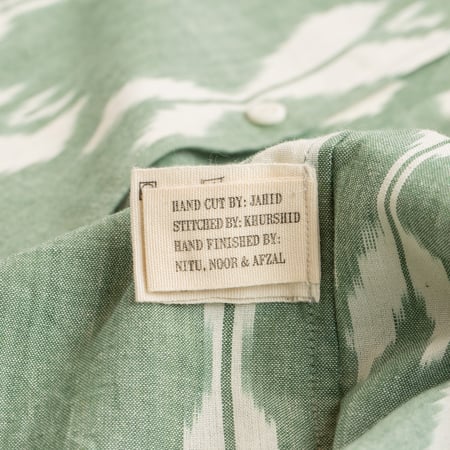 HAND CUT BY: JAHID
STITCHED BY: KHURSHID
HAND FINISHED BY:
NITU, NOOR & AFZAL